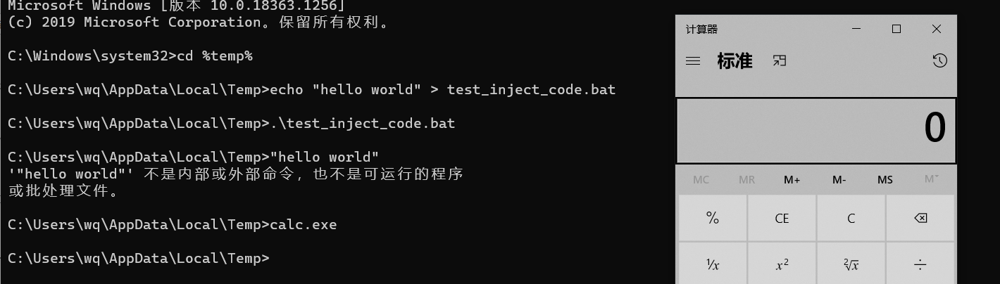 Microsoft Windows [版本 10.0.18363.1256]
(c) 2019 Microsoft Corporation。保留所有权利。
C:\Windows\system32>cd %temp%
C:\Users\wq\AppData\Local\Temp>echo "hello world" > test_inject_code.bat
C:\Users\wq\AppData\Local\Temp>.\test_inject_code.bat
C:\Users\wq\AppData\Local\Temp>"hello world"
'"hello world"' 不是内部或外部命令，也不是可运行的程序
或批处理文件。
C:\Users\wq\AppData\Local\Temp>calc.exe
C:\Users\wq\AppData\Local\Temp>
计算器
标准
0
MC MR M+ M- MS M˅
% CE C
¹/x x² ²√x ÷